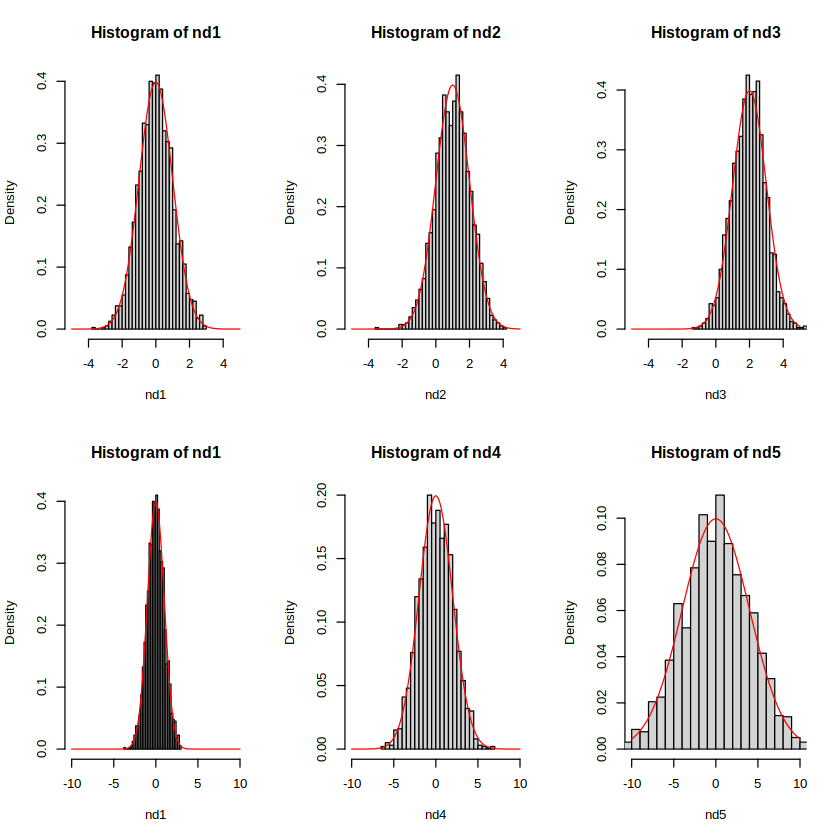 Histogram of nd1
Histogram of nd2
Histogram of nd3
Density
0.0 0.1 0.2 0.3 0.4
-4 -2 0 2 4
nd1
Density
0.0 0.1 0.2 0.3 0.4
-4 -2 0 2 4
nd2
Density
0.0 0.1 0.2 0.3 0.4
-4 -2 0 2 4
nd3
Histogram of nd1
Histogram of nd4
Histogram of nd5
Density
0.0 0.1 0.2 0.3 0.4
-10 -5 0 5 10
nd1
Density
0.00 0.05 0.10 0.15 0.20
-10 -5 0 5 10
nd4
Density
0.00 0.02 0.04 0.06 0.08 0.10
-10 -5 0 5 10
nd5